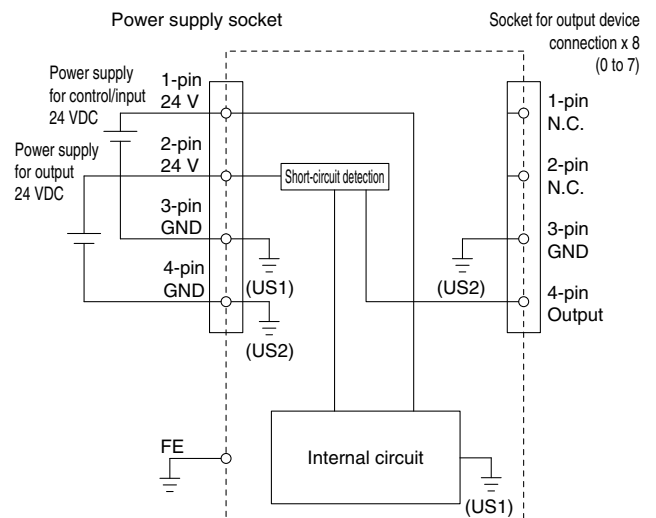 Power supply socket
Socket for output device
connection x 8
(0 to 7)
Power supply
for control/input
24 VDC
Power supply
for output
24 VDC
1-pin
24 V
2-pin
24 V
3-pin
GND
4-pin
GND
(US1)
(US2)
Short-circuit detection
1-pin
N.C.
2-pin
N.C.
3-pin
GND
(US2)
4-pin
Output
FE
Internal circuit
(US1)